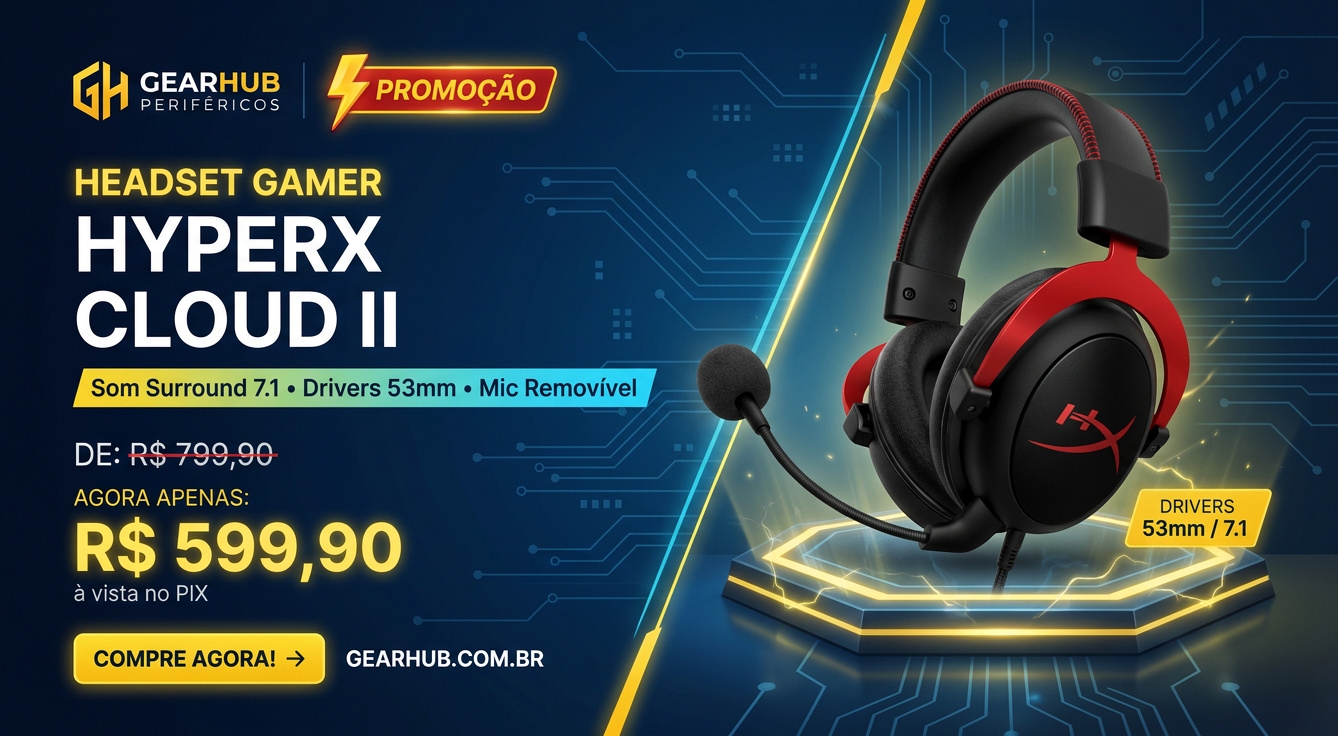 GH GEARHUB
PERIFÊRICOS
PROMOÇÃO
HEADSET GAMER
HYPERX
CLOUD II
Som Surround 7.1 • Drivers 53mm • Mic Removível
DE: R$ 799,90
AGORA APENAS:
R$ 599,90
à vista no PIX
COMPRE AGORA! →
GEARHUB.COM.BR
HX
DRIVERS
53mm / 7.1